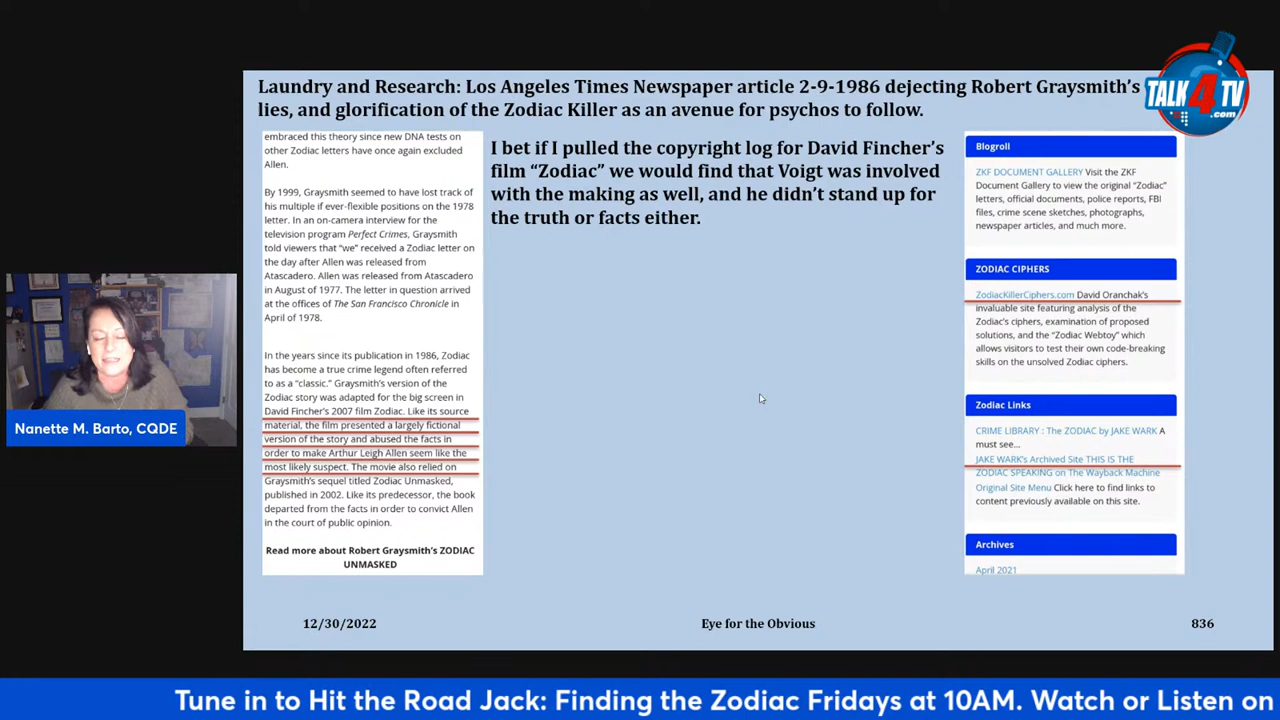 Laundry and Research: Los Angeles Times Newspaper article 2-9-1986 dejecting Robert Graysmith's
lies, and glorification of the Zodiac Killer as an avenue for psychos to follow.
TALK4TV
.com
embraced this theory since new DNA tests on
other Zodiac letters have once again excluded
Allen.
By 1999, Graysmith seemed to have lost track of
his multiple if ever-flexible positions on the 1978
letter. In an on-camera interview for the
television program Perfect Crimes, Graysmith
told viewers that “we” received a Zodiac letter on
the day after Allen was released from
Atascadero. Allen was released from Atascadero
in August of 1977. The letter in question arrived
at the offices of The San Francisco Chronicle in
April of 1978.
In the years since its publication in 1986, Zodiac
has become a true crime legend often referred
to as a “classic.” Graysmith's version of the
Zodiac story was adapted for the big screen in
David Fincher's 2007 film Zodiac. Like its source
material, the film presented a largely fictional
version of the story and abused the facts in
order to make Arthur Leigh Allen seem like the
most likely suspect. The movie also relied on
Graysmith's sequel titled Zodiac Unmasked,
published in 2002. Like its predecessor, the book
departed from the facts in order to convict Allen
in the court of public opinion.
Read more about Robert Graysmith's ZODIAC
UNMASKED
I bet if I pulled the copyright log for David Fincher's
film “Zodiac” we would find that Voigt was involved
with the making as well, and he didn't stand up for
the truth or facts either.
Blogroll
ZKF DOCUMENT GALLERY Visit the ZKF
Document Gallery to view the original “Zodiac”
letters, official documents, police reports, FBI
files, crime scene sketches, photographs,
newspaper articles, and much more.
ZODIAC CIPHERS
ZodiacKillerCiphers.com David Oranchak's
invaluable site featuring analysis of the
Zodiac's ciphers, examination of proposed
solutions, and the “Zodiac Webtoy” which
allows visitors to test their own code-breaking
skills on the unsolved Zodiac ciphers.
Zodiac Links
CRIME LIBRARY : The ZODIAC by JAKE WARK A
must see...
JAKE WARK's Archived Site THIS IS THE
ZODIAC SPEAKING on The Wayback Machine
Original Site Menu Click here to find links to
content previously available on this site.
Archives
April 2021
Nanette M. Barto, CQDE
12/30/2022
Eye for the Obvious
836
Tune in to Hit the Road Jack: Finding the Zodiac Fridays at 10AM. Watch or Listen on